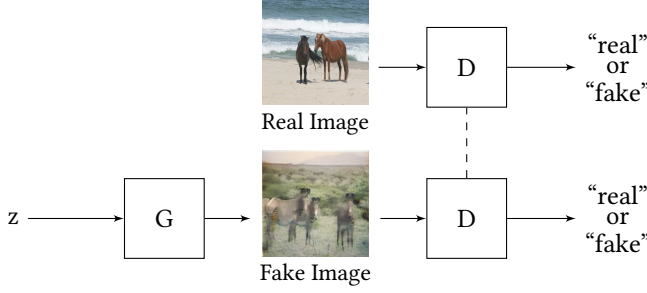 D
“real”
or
“fake”
Real Image
z
G
D
“real”
or
“fake”
Fake Image